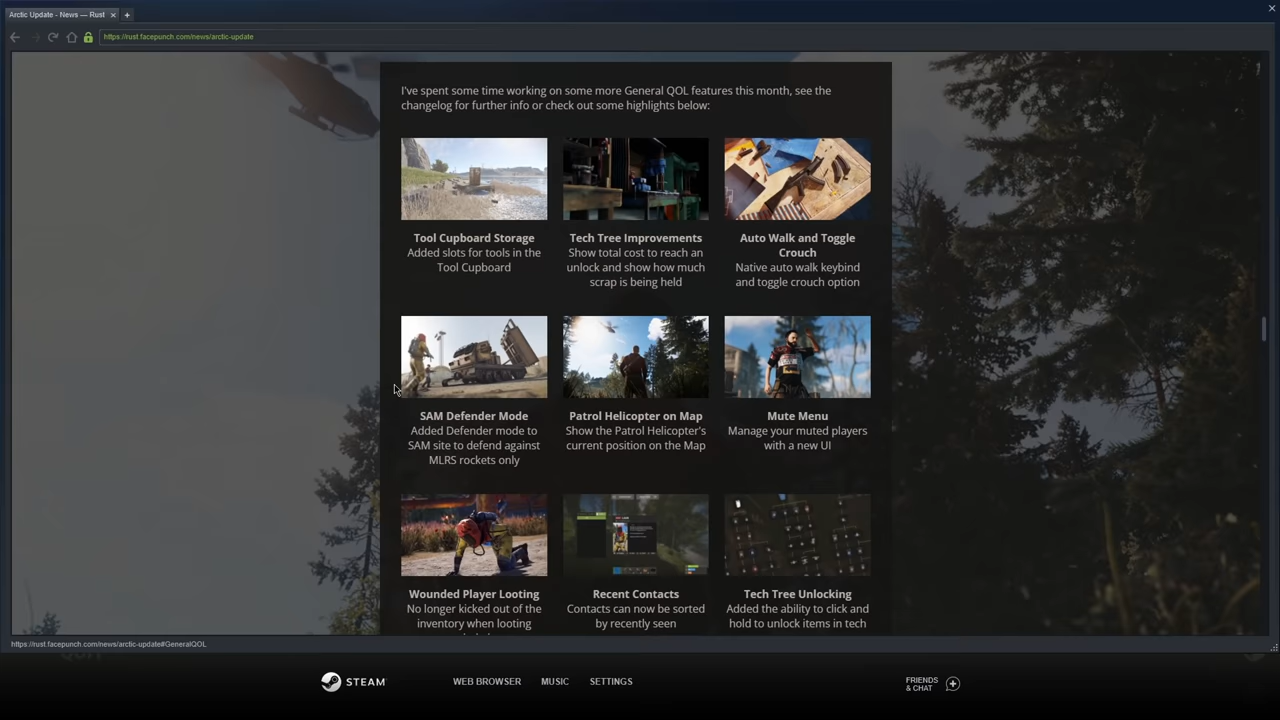 Arctic Update - News — Rust
https://rust.facepunch.com/news/arctic-update
I've spent some time working on some more General QOL features this month, see the
changelog for further info or check out some highlights below:
Tool Cupboard Storage
Added slots for tools in the
Tool Cupboard
Tech Tree Improvements
Show total cost to reach an
unlock and show how much
scrap is being held
Auto Walk and Toggle
Crouch
Native auto walk keybind
and toggle crouch option
SAM Defender Mode
Added Defender mode to
SAM site to defend against
MLRS rockets only
Patrol Helicopter on Map
Show the Patrol Helicopter's
current position on the Map
Mute Menu
Manage your muted players
with a new UI
Wounded Player Looting
No longer kicked out of the
inventory when looting
Recent Contacts
Contacts can now be sorted
by recently seen
Tech Tree Unlocking
Added the ability to click and
hold to unlock items in tech
https://rust.facepunch.com/news/arctic-update#GeneralQOL
QUIT
STEAM
WEB BROWSER
MUSIC
SETTINGS
FRIENDS
& CHAT